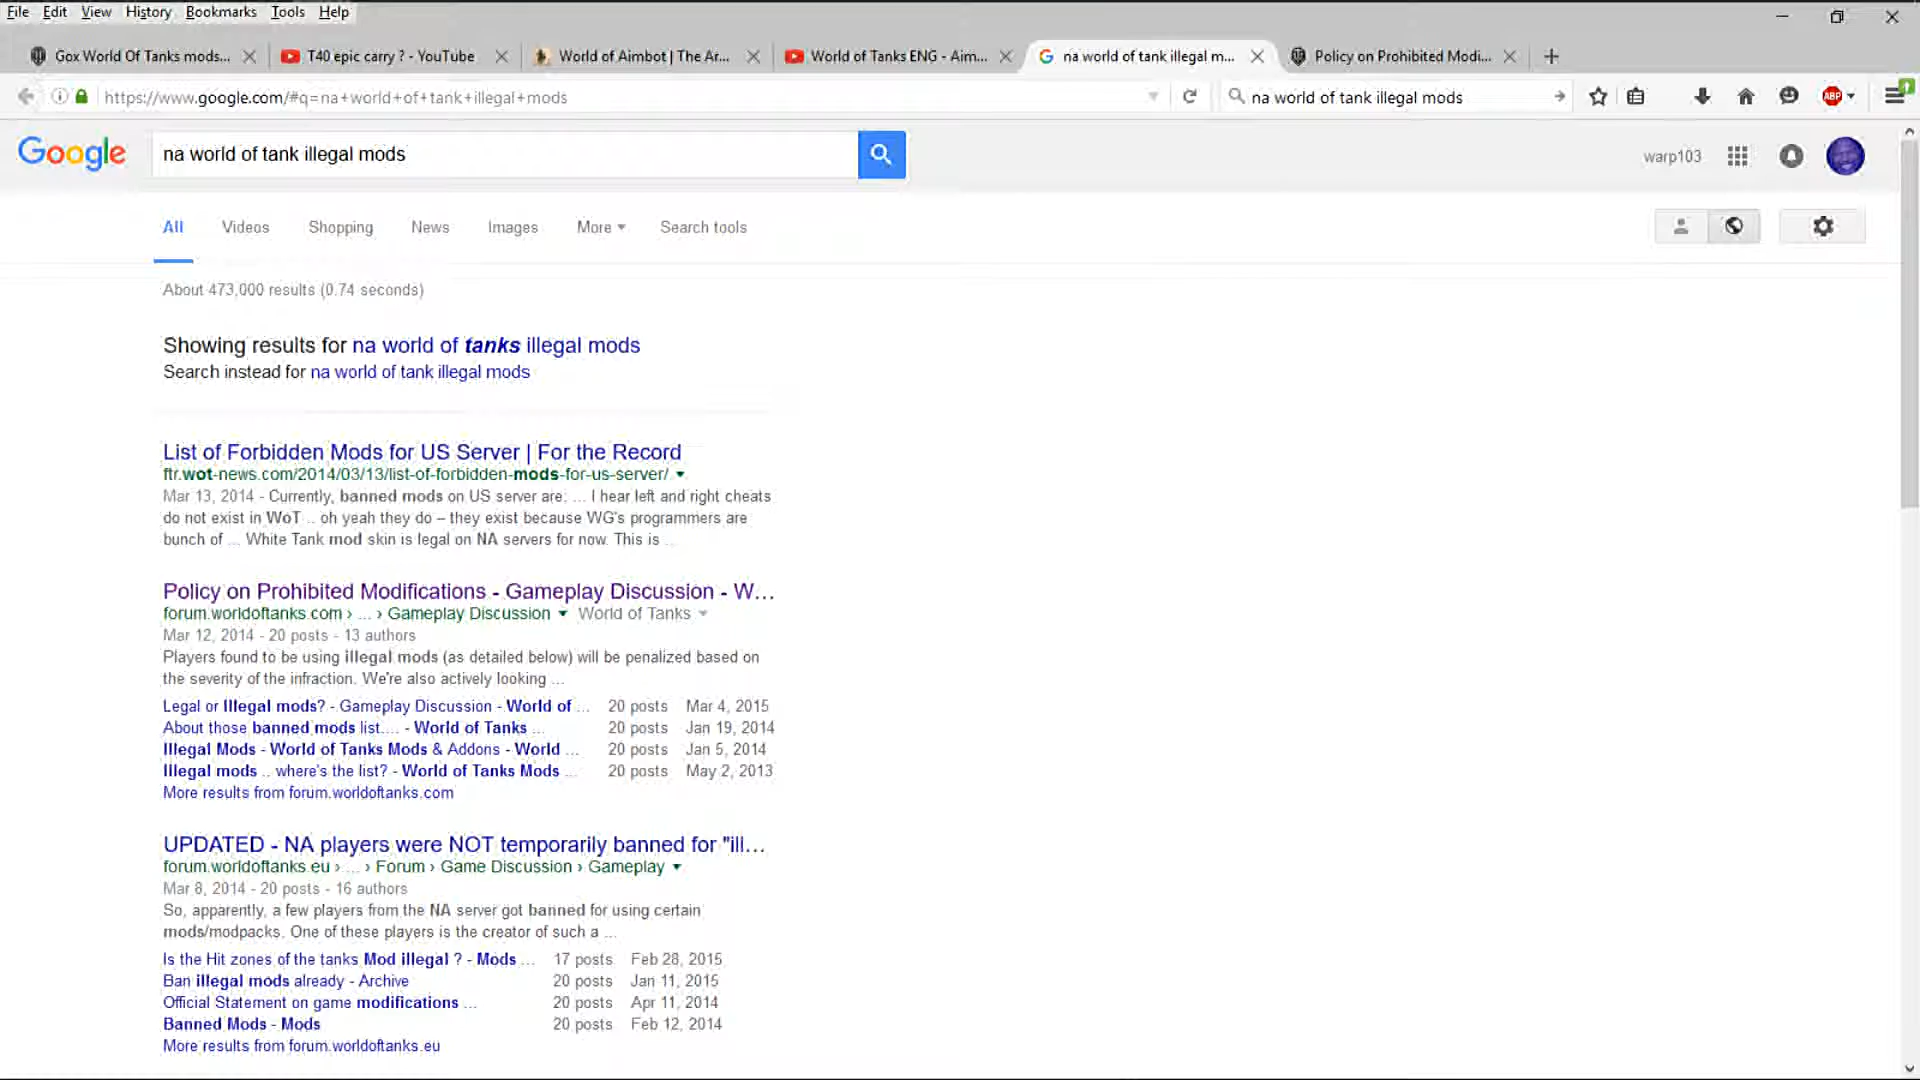 File Edit View History Bookmarks Tools Help
Gox World Of Tanks mods...
T40 epic carry ? - YouTube
World of Aimbot | The Ar...
World of Tanks ENG - Aim...
na world of tank illegal m...
Policy on Prohibited Modi...
https://www.google.com/#q=na+world+of+tank+illegal+mods
na world of tank illegal mods
ABP
1
Google
na world of tank illegal mods
warp103
All Videos Shopping News Images More Search tools
About 473,000 results (0.74 seconds)
Showing results for na world of tanks illegal mods
Search instead for na world of tank illegal mods
List of Forbidden Mods for US Server | For the Record
ftr.wot-news.com/2014/03/13/list-of-forbidden-mods-for-us-server/
Mar 13, 2014 - Currently, banned mods on US server are: ... I hear left and right cheats
do not exist in WoT .. oh yeah they do – they exist because WG's programmers are
bunch of ... White Tank mod skin is legal on NA servers for now. This is ...
Policy on Prohibited Modifications - Gameplay Discussion - W...
forum.worldoftanks.com › ... › Gameplay Discussion World of Tanks
Mar 12, 2014 - 20 posts - 13 authors
Players found to be using illegal mods (as detailed below) will be penalized based on
the severity of the infraction. We're also actively looking ...
Legal or Illegal mods? - Gameplay Discussion - World of ... 20 posts Mar 4, 2015
About those banned mods list.... - World of Tanks ... 20 posts Jan 19, 2014
Illegal Mods - World of Tanks Mods & Addons - World ... 20 posts Jan 5, 2014
Illegal mods .. where's the list? - World of Tanks Mods ... 20 posts May 2, 2013
More results from forum.worldoftanks.com
UPDATED - NA players were NOT temporarily banned for "ill...
forum.worldoftanks.eu › ... › Forum › Game Discussion › Gameplay
Mar 8, 2014 - 20 posts - 16 authors
So, apparently, a few players from the NA server got banned for using certain
mods/modpacks. One of these players is the creator of such a ...
Is the Hit zones of the tanks Mod illegal ? - Mods ... 17 posts Feb 28, 2015
Ban illegal mods already - Archive 20 posts Jan 11, 2015
Official Statement on game modifications ... 20 posts Apr 11, 2014
Banned Mods - Mods 20 posts Feb 12, 2014
More results from forum.worldoftanks.eu